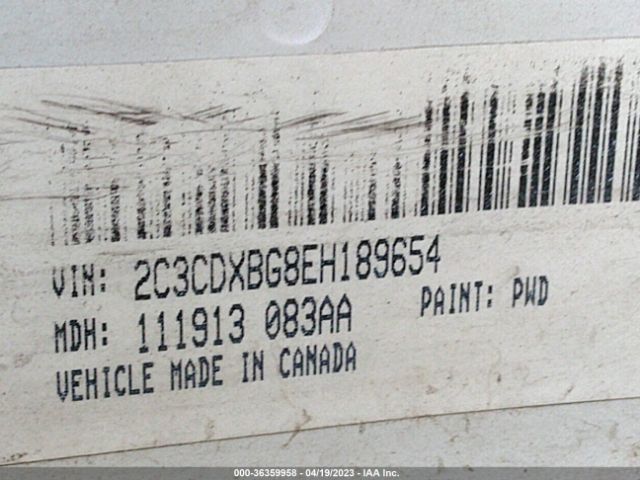 VIN: 2C3CDXBG8EH189654
MDH: 111913 083AA PAINT: PWD
VEHICLE MADE IN CANADA
000-36359958 - 04/19/2023 - IAA Inc.